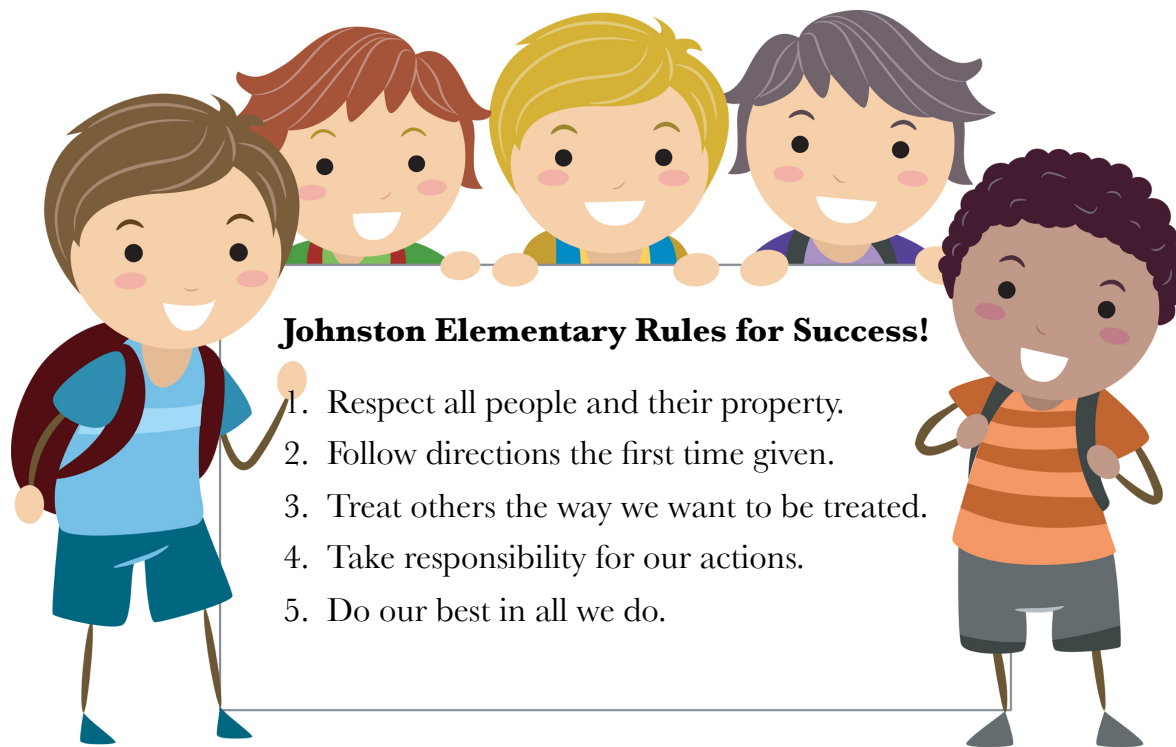 Johnston Elementary Rules for Success!
1. Respect all people and their property.
2. Follow directions the first time given.
3. Treat others the way we want to be treated.
4. Take responsibility for our actions.
5. Do our best in all we do.